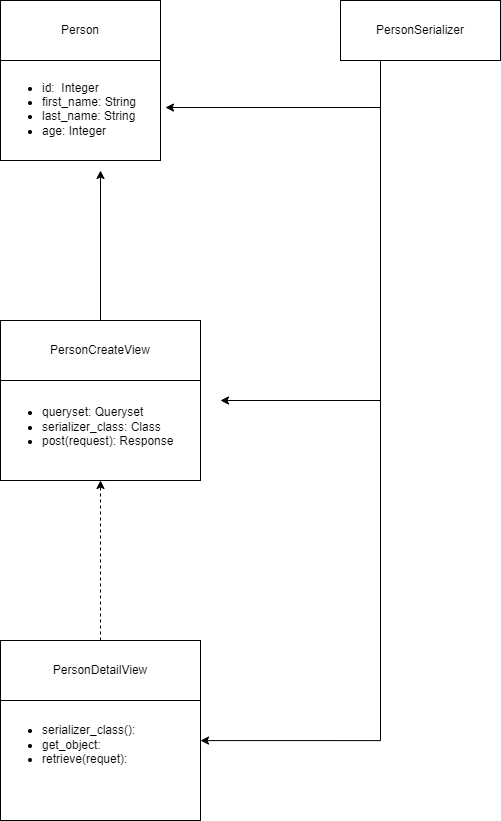 Person
PersonSerializer
id: Integer
first_name: String
last_name: String
age: Integer
PersonCreateView
queryset: Queryset
serializer_class: Class
post(request): Response
PersonDetailView
serializer_class():
get_object:
retrieve(requet):